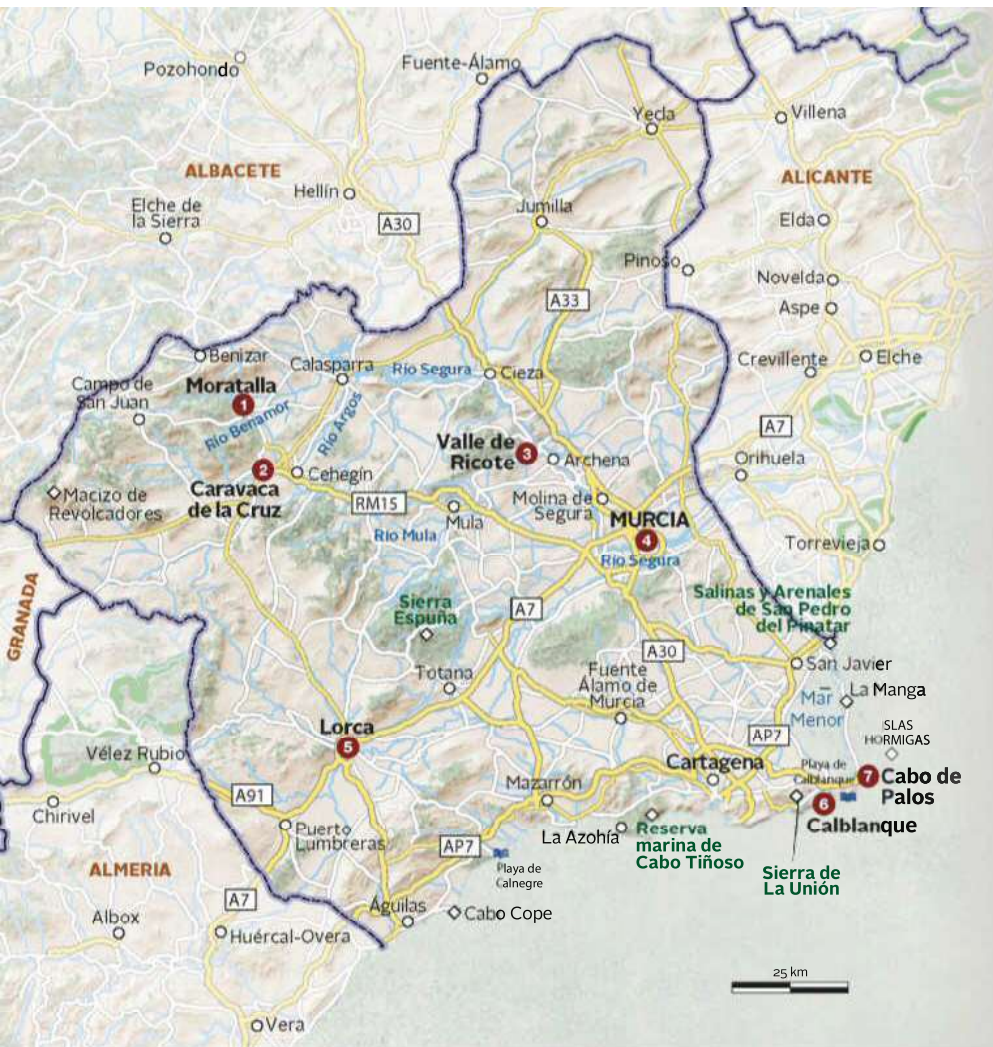 Pozohondo
Fuente-Álamo
Yecla
Villena
ALBACETE
Hellín
ALICANTE
Elche de
la Sierra
A30
Jumilla
Elda
Pinoso
Novelda
A33
Aspe
Benizar
Calasparra
Río Segura
Cieza
Crevillente
Elche
Campo de
San Juan
Moratalla
1
Río Benamor
Río Argos
A7
Valle de
Ricote
3
Archena
Orihuela
2
Cehegín
Caravaca
de la Cruz
Macizo de
Revolcadores
RM15
Mula
Molina de
Segura
MURCIA
4
Río Mula
Río Segura
Torrevieja
GRANADA
Sierra
Espuña
A7
Salinas y Arenales
de San Pedro
del Pinatar
A30
San Javier
Totana
Fuente
Álamo de
Murcia
Mar
Menor
La Manga
Lorca
5
AP7
SLAS
HORMIGAS
Vélez Rubio
Cartagena
Playa de
Calblanque
7
Cabo de
Palos
A91
Mazarrón
6
Calblanque
Chirivel
Puerto
Lumbreras
La Azohía
Reserva
marina de
Cabo Tiñoso
AP7
Playa de
Calnegre
Sierra de
La Unión
ALMERIA
A7
Águilas
Cabo Cope
Albox
Huércal-Overa
25 km
Vera